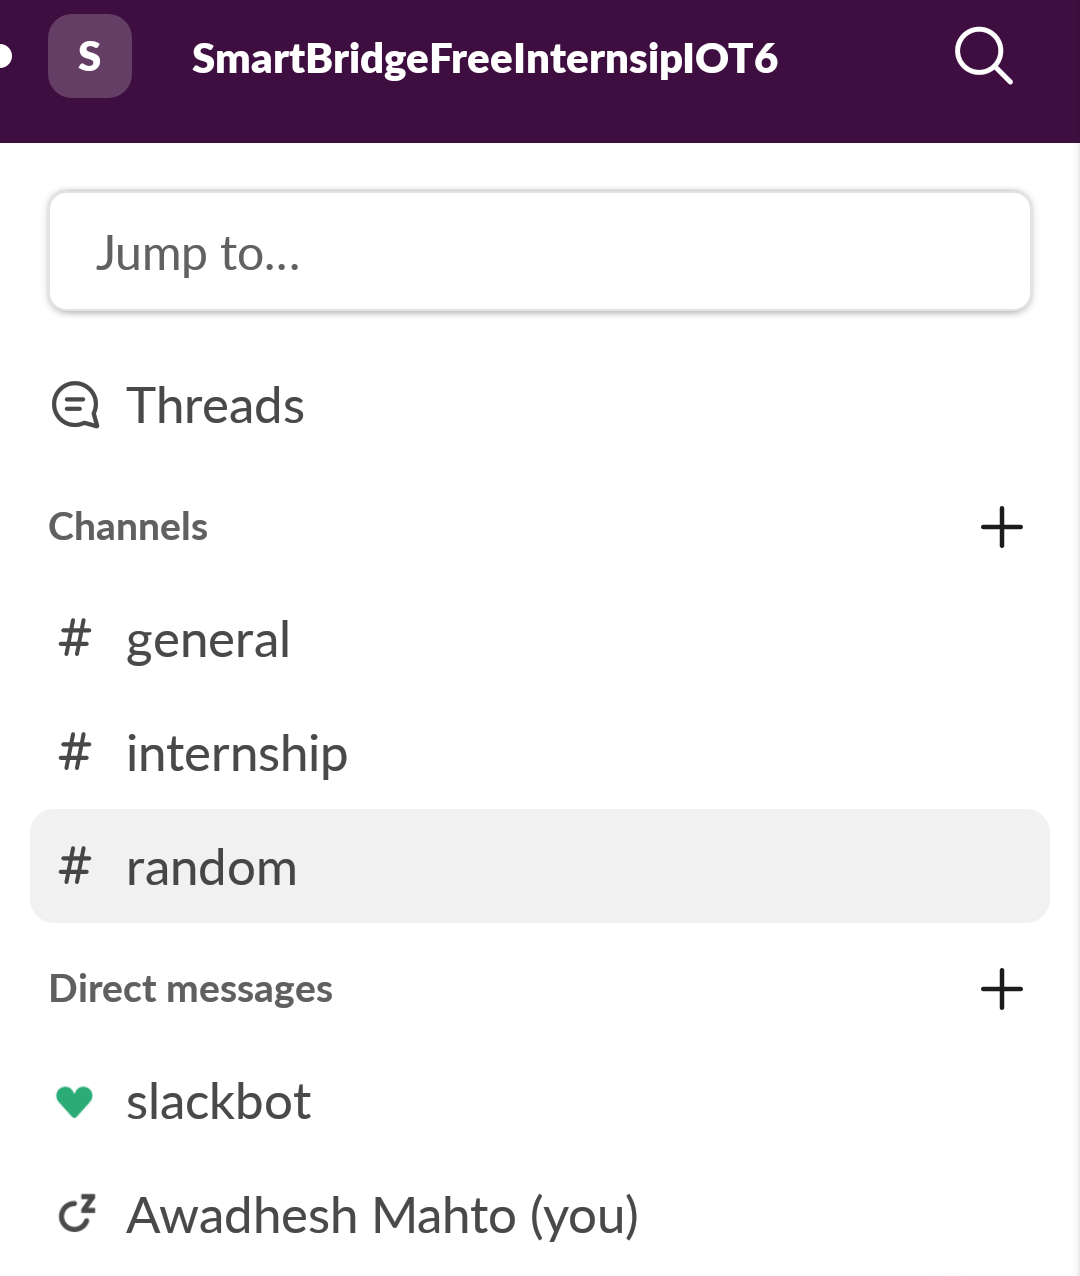 S SmartBridgeFreeInternsipIOT6
Jump to...
Threads
Channels
# general
# internship
# random
Direct messages
slackbot
Awadhesh Mahto (you)